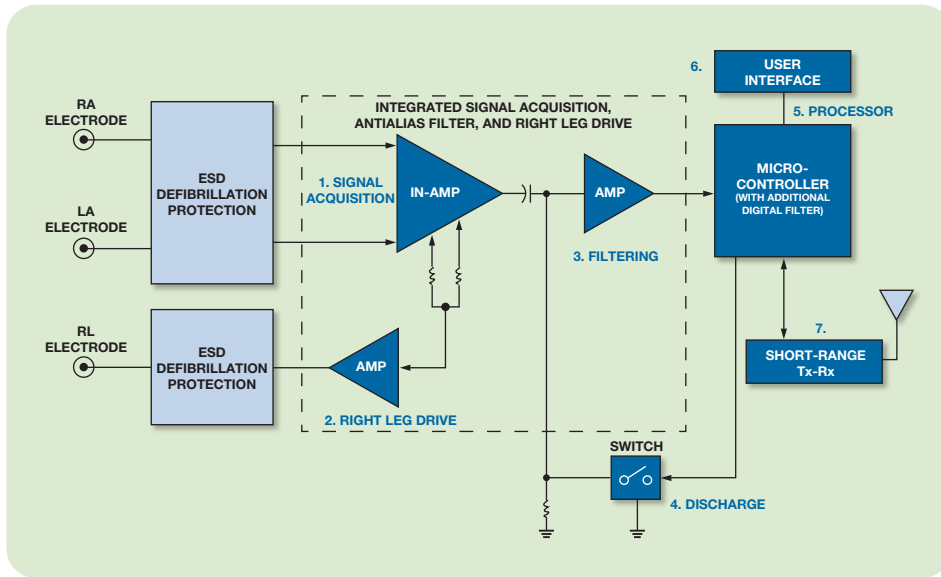 RA
ELECTRODE
LA
ELECTRODE
ESD
DEFIBRILLATION
PROTECTION
RL
ELECTRODE
ESD
DEFIBRILLATION
PROTECTION
INTEGRATED SIGNAL ACQUISITION,
ANTIALIAS FILTER, AND RIGHT LEG DRIVE
1. SIGNAL
ACQUISITION
IN-AMP
AMP
3. FILTERING
AMP
2. RIGHT LEG DRIVE
6.
USER
INTERFACE
5. PROCESSOR
MICRO-
CONTROLLER
(WITH ADDITIONAL
DIGITAL FILTER)
7.
SHORT-RANGE
Tx-Rx
SWITCH
4. DISCHARGE